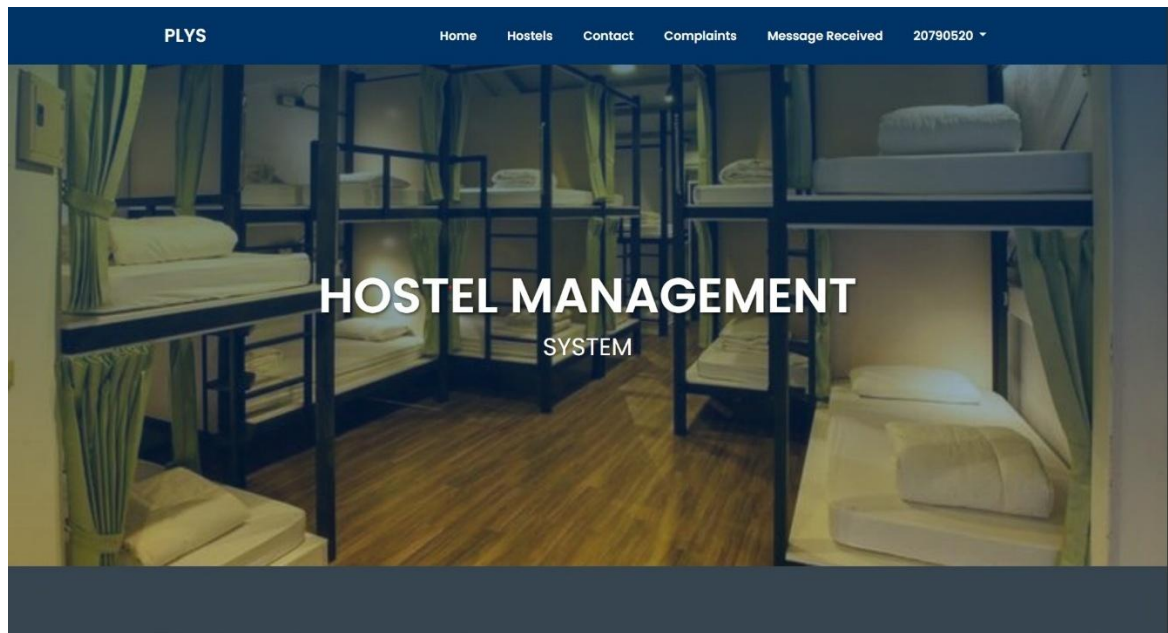 PLYS
Home Hostels Contact Complaints Message Received 20790520
HOSTEL MANAGEMENT
SYSTEM